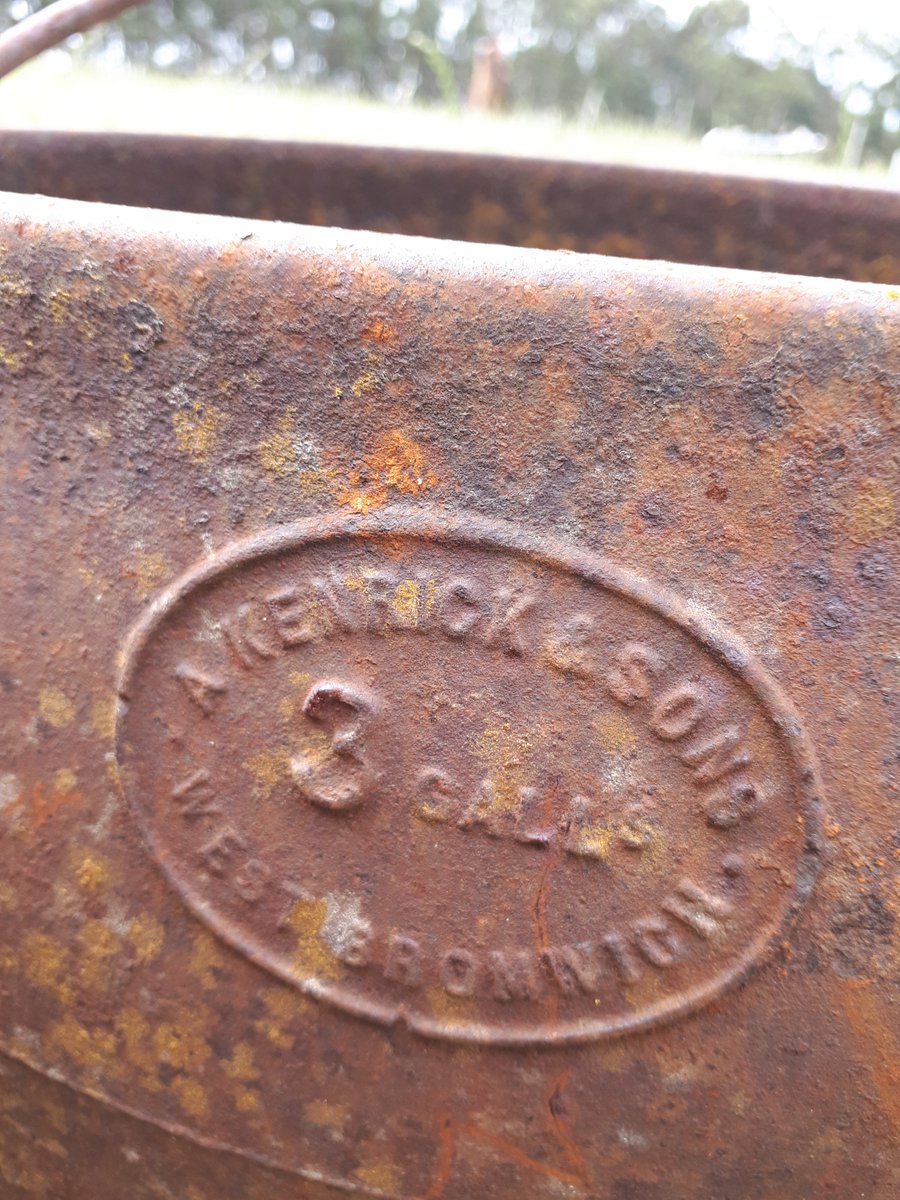 A KENRICK & SONS
3 GALLS
WEST BROMWICH.